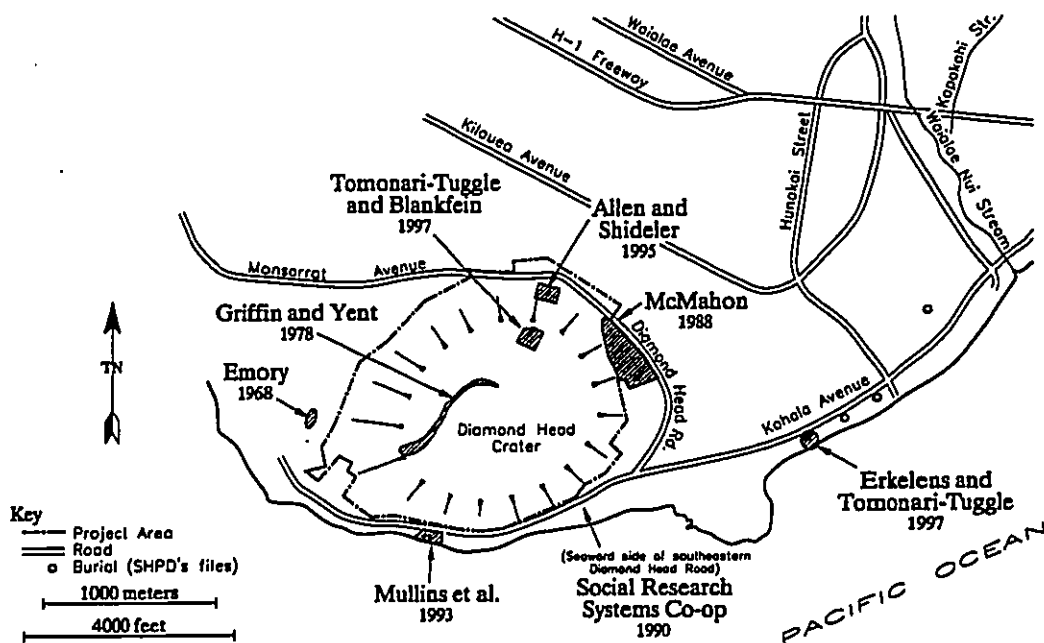 Waialae Avenue
H-1 Freeway
Kapakahi Str.
Waialae Nui Stream
Hunakai Street
Kilauea Avenue
Tomonari-Tuggle
and Blankfein
1997
Allen and
Shideler
1995
Monsarrat Avenue
McMahon
1988
Griffin and Yent
1978
Diamond Head Rd.
TN
Emory
1968
Diamond Head
Crater
Kohala Avenue
Erkelens and
Tomonari-Tuggle
1997
Key
Project Area
Road
Burial (SHPD's files)
1000 meters
4000 feet
(Seaward side of southeastern
Diamond Head Road)
Social Research
Systems Co-op
1990
Mullins et al.
1993
PACIFIC OCEAN